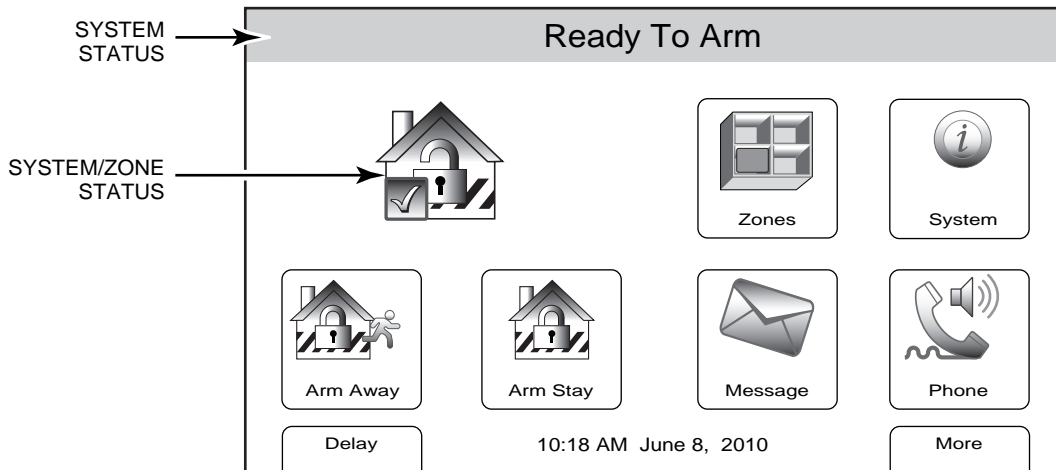 SYSTEM
STATUS
Ready To Arm
SYSTEM/ZONE
STATUS
i
Zones
System
Arm Away
Arm Stay
Message
Phone
Delay
10:18 AM June 8, 2010
More